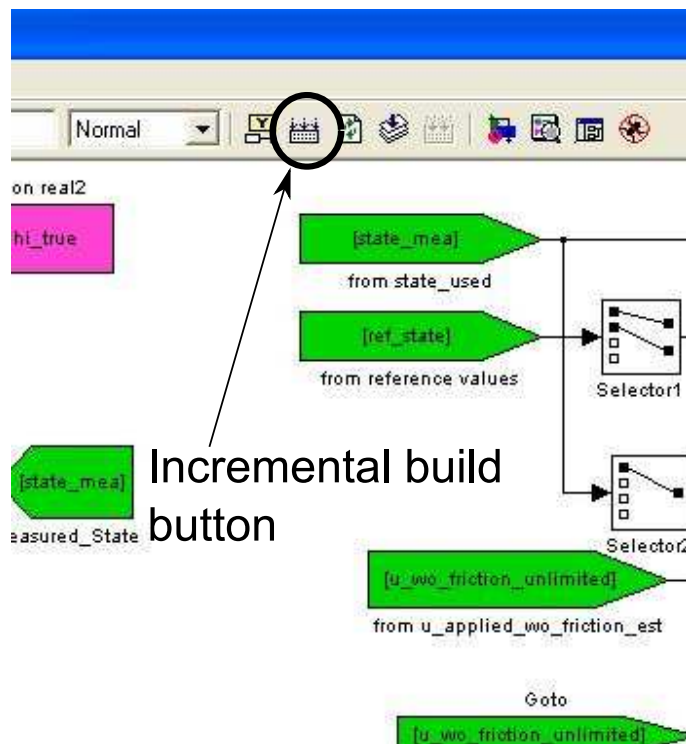 Normal
on real2
hi_true
[state_mea]
from state_used
[ref_state]
from reference values
Selector1
Incremental build
button
[state_mea]
easured_State
Selector2
[u_wo_friction_unlimited]
from u_applied_wo_friction_est
Goto
[u_wo_friction_unlimited]